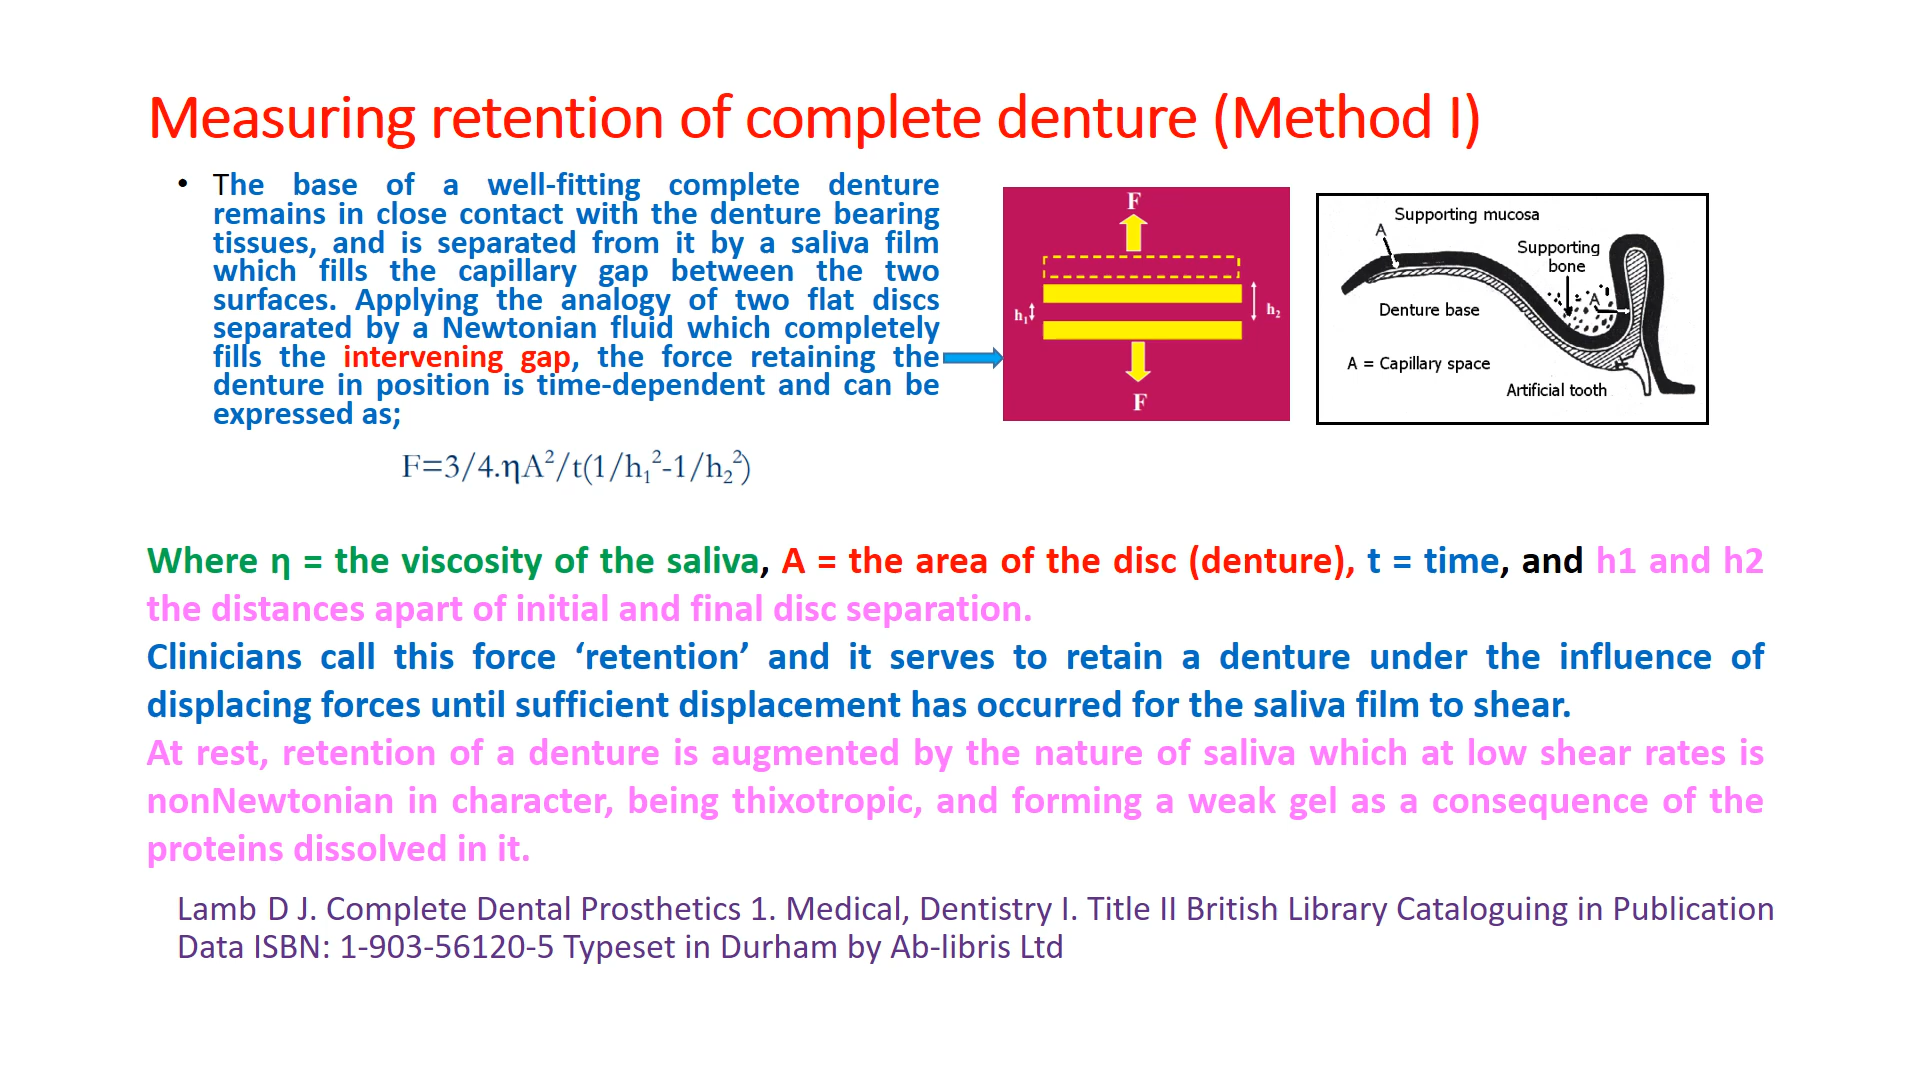 Measuring retention of complete denture (Method I)
• The base of a well-fitting complete denture
remains in close contact with the denture bearing
tissues, and is separated from it by a saliva film
which fills the capillary gap between the two
surfaces. Applying the analogy of two flat discs
separated by a Newtonian fluid which completely
fills the intervening gap, the force retaining the
denture in position is time-dependent and can be
expressed as;
F=3/4.ηA²/t(1/h₁²-1/h₂²)
F
h₁
h₂
F
Supporting mucosa
A
Supporting
bone
A
Denture base
A = Capillary space
Artificial tooth
Where η = the viscosity of the saliva, A = the area of the disc (denture), t = time, and h1 and h2
the distances apart of initial and final disc separation.
Clinicians call this force ‘retention’ and it serves to retain a denture under the influence of
displacing forces until sufficient displacement has occurred for the saliva film to shear.
At rest, retention of a denture is augmented by the nature of saliva which at low shear rates is
nonNewtonian in character, being thixotropic, and forming a weak gel as a consequence of the
proteins dissolved in it.
Lamb D J. Complete Dental Prosthetics 1. Medical, Dentistry I. Title II British Library Cataloguing in Publication
Data ISBN: 1-903-56120-5 Typeset in Durham by Ab-libris Ltd